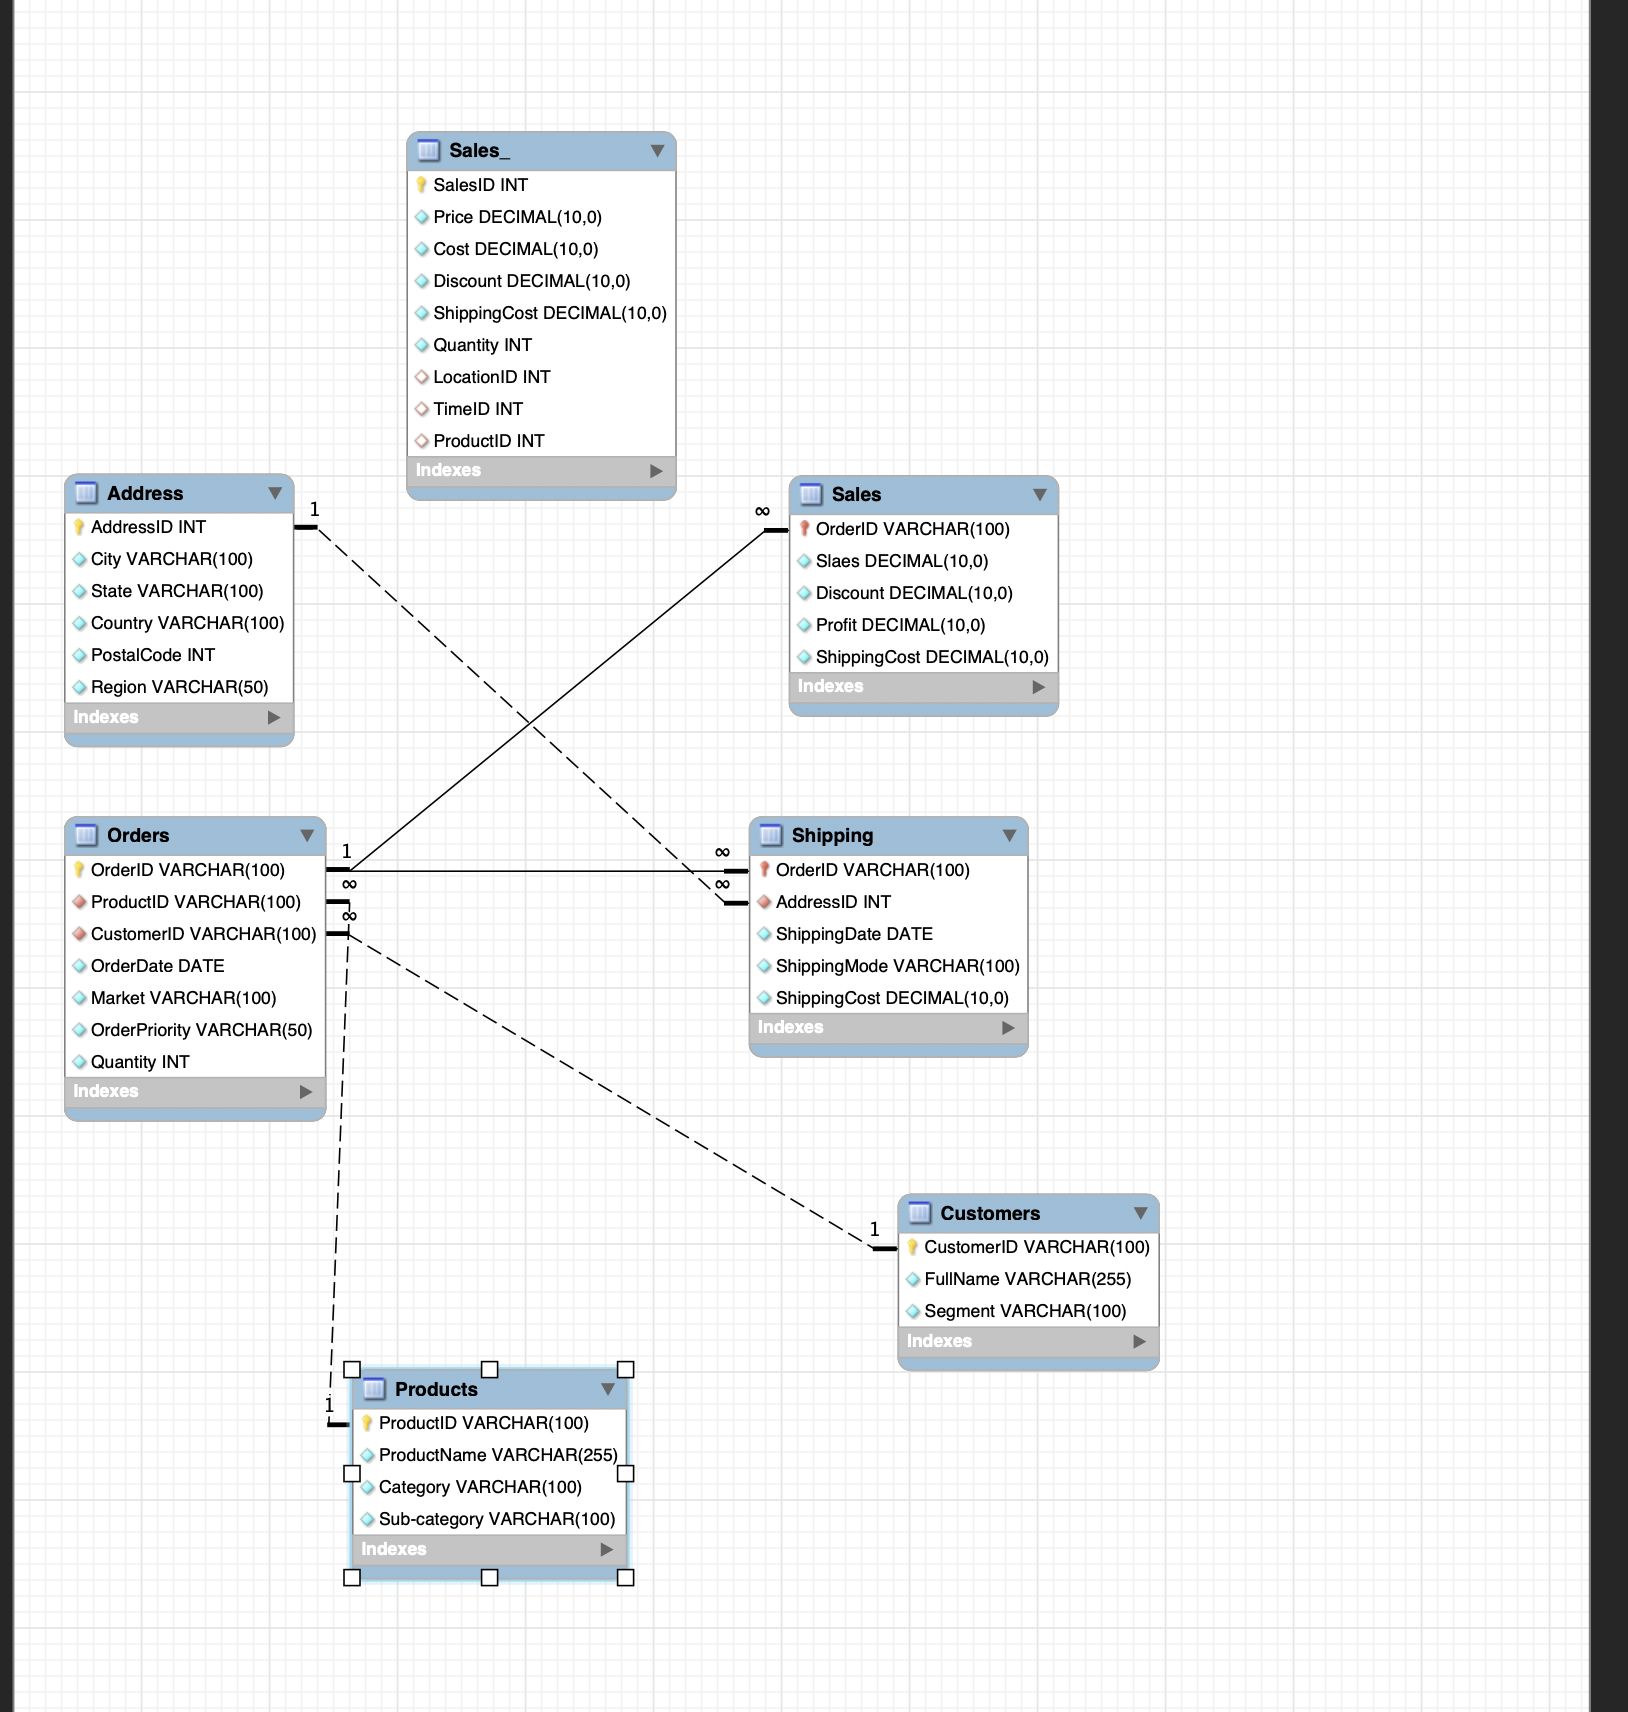 Sales_
SalesID INT
Price DECIMAL(10,0)
Cost DECIMAL(10,0)
Discount DECIMAL(10,0)
ShippingCost DECIMAL(10,0)
Quantity INT
LocationID INT
TimeID INT
ProductID INT
Indexes
Address
AddressID INT
City VARCHAR(100)
State VARCHAR(100)
Country VARCHAR(100)
PostalCode INT
Region VARCHAR(50)
Indexes
1
∞
Sales
OrderID VARCHAR(100)
Slaes DECIMAL(10,0)
Discount DECIMAL(10,0)
Profit DECIMAL(10,0)
ShippingCost DECIMAL(10,0)
Indexes
Orders
OrderID VARCHAR(100)
ProductID VARCHAR(100)
CustomerID VARCHAR(100)
OrderDate DATE
Market VARCHAR(100)
OrderPriority VARCHAR(50)
Quantity INT
Indexes
1
∞
∞
∞
∞
Shipping
OrderID VARCHAR(100)
AddressID INT
ShippingDate DATE
ShippingMode VARCHAR(100)
ShippingCost DECIMAL(10,0)
Indexes
1
Customers
CustomerID VARCHAR(100)
FullName VARCHAR(255)
Segment VARCHAR(100)
Indexes
1
Products
ProductID VARCHAR(100)
ProductName VARCHAR(255)
Category VARCHAR(100)
Sub-category VARCHAR(100)
Indexes